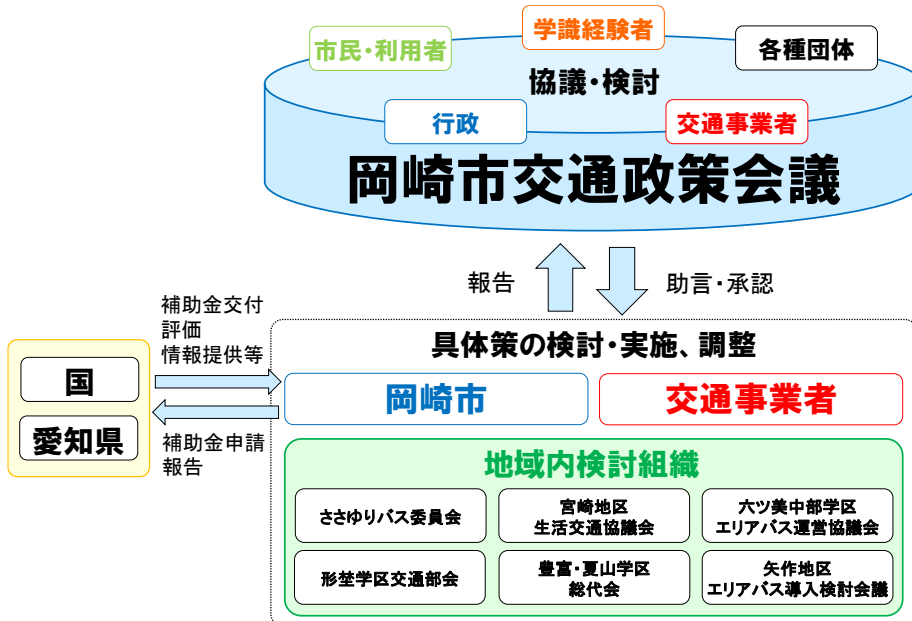 市民・利用者
学識経験者
各種団体
協議・検討
行政
交通事業者
岡崎市交通政策会議
報告
助言・承認
補助金交付
評価
情報提供等
国
愛知県
補助金申請
報告
具体策の検討・実施、調整
岡崎市
交通事業者
地域内検討組織
ささゆりバス委員会
宮崎地区
生活交通協議会
六ツ美中部学区
エリアバス運営協議会
形埜学区交通部会
豊富・夏山学区
総代会
矢作地区
エリアバス導入検討会議